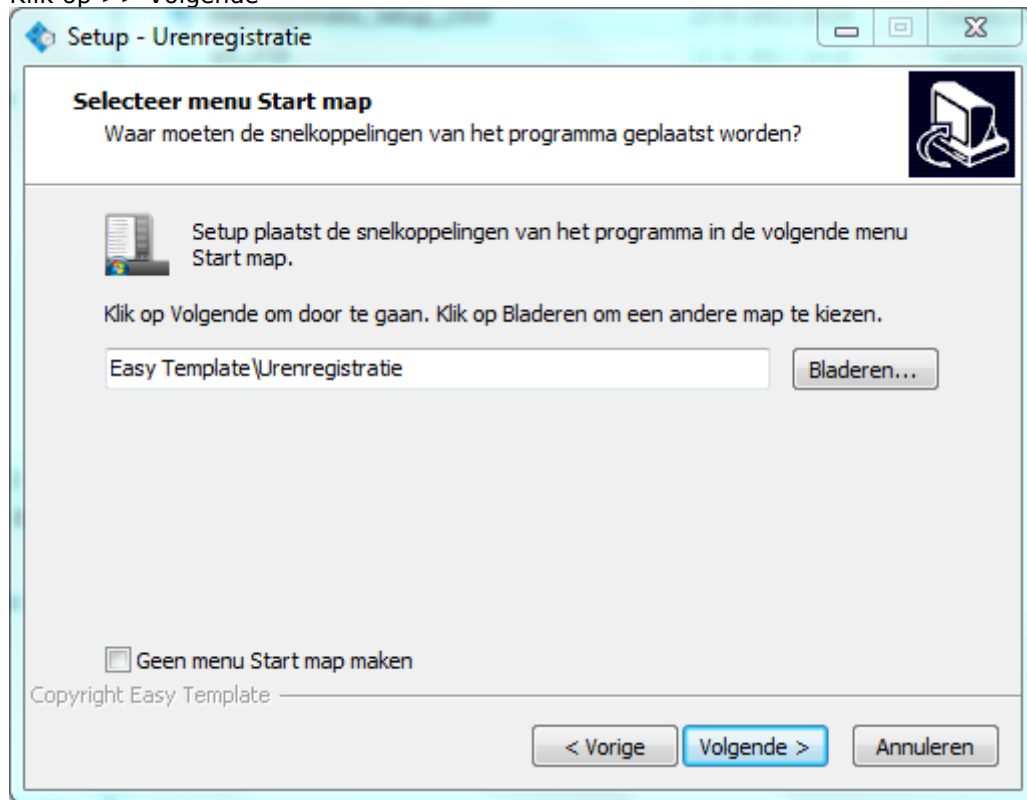 Klik op >> Volgende
Setup - Urenregistratie
Selecteer menu Start map
Waar moeten de snelkoppelingen van het programma geplaatst worden?
Setup plaatst de snelkoppelingen van het programma in de volgende menu
Start map.
Klik op Volgende om door te gaan. Klik op Bladeren om een andere map te kiezen.
Easy Template\Urenregistratie
Bladeren...
Geen menu Start map maken
Copyright Easy Template
< Vorige
Volgende >
Annuleren